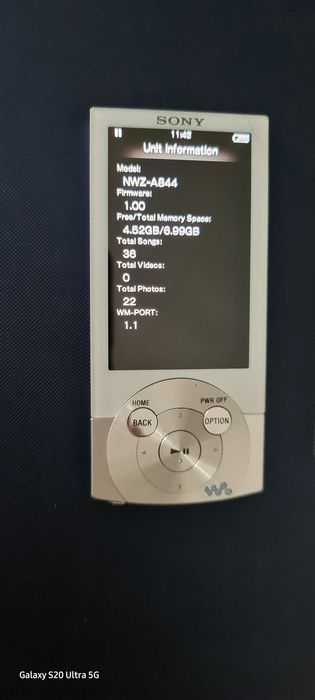 SONY
11:42
Unit Information
Model:
NWZ-A844
Firmware:
1.00
Free/Total Memory Space:
4.52GB/6.99GB
Total Songs:
36
Total Videos:
0
Total Photos:
22
WM-PORT:
1.1
HOME
PWR OFF
BACK
OPTION
Galaxy S20 Ultra 5G